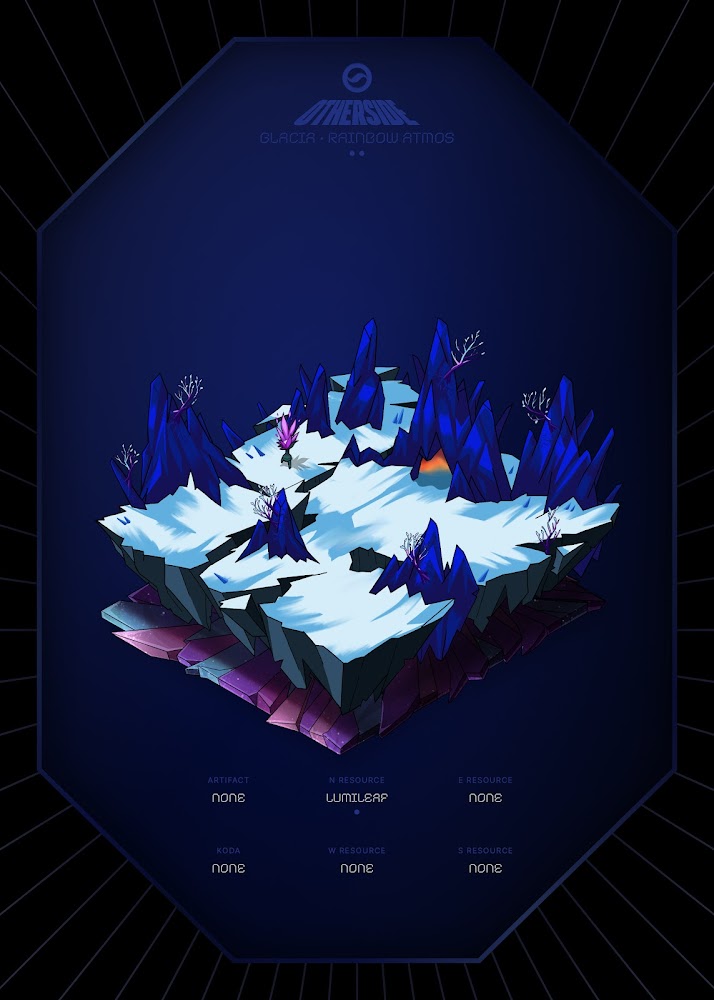 OTHERSIDE
GLACIA · RAINBOW ATMOS
ARTIFACT
NONE
N RESOURCE
LUMILEAF
E RESOURCE
NONE
KODA
NONE
W RESOURCE
NONE
S RESOURCE
NONE